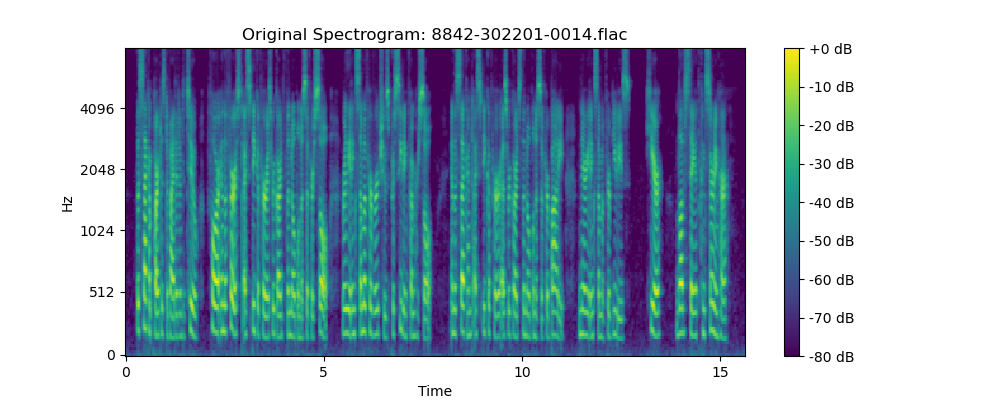 Original Spectrogram: 8842-302201-0014.flac
Hz
4096
2048
1024
512
0
0 5 10 15
Time
+0 dB
-10 dB
-20 dB
-30 dB
-40 dB
-50 dB
-60 dB
-70 dB
-80 dB